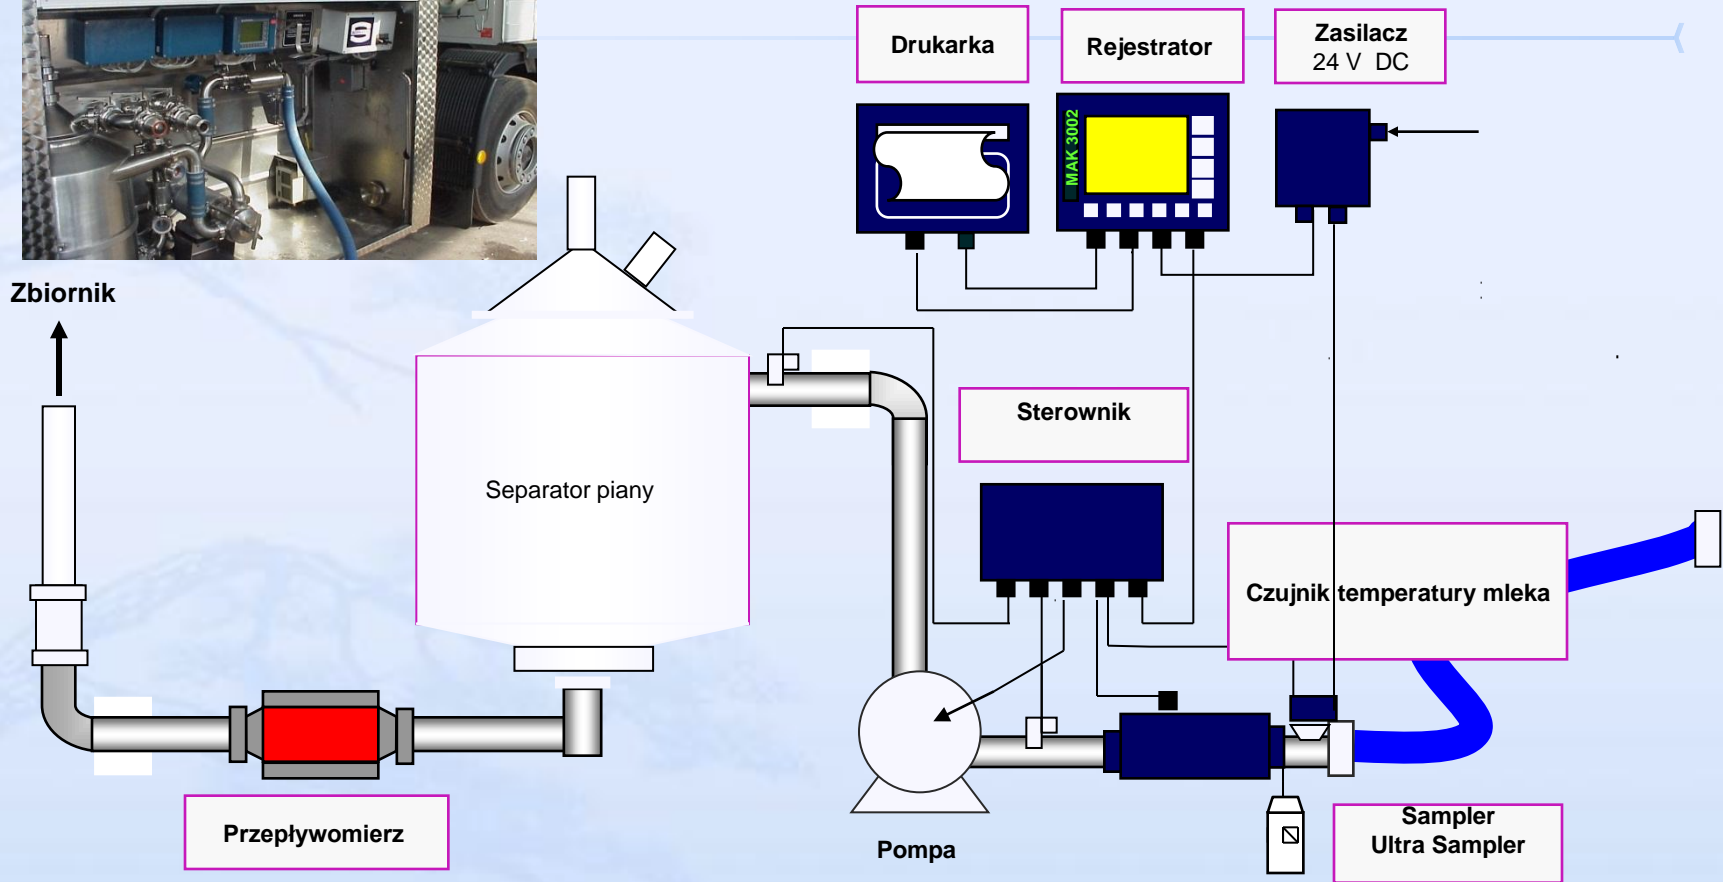 Drukarka
Rejestrator
Zasilacz
24 V DC
MAK 3002
Zbiornik
Sterownik
Separator piany
Czujnik temperatury mleka
Przepływomierz
Pompa
Sampler
Ultra Sampler